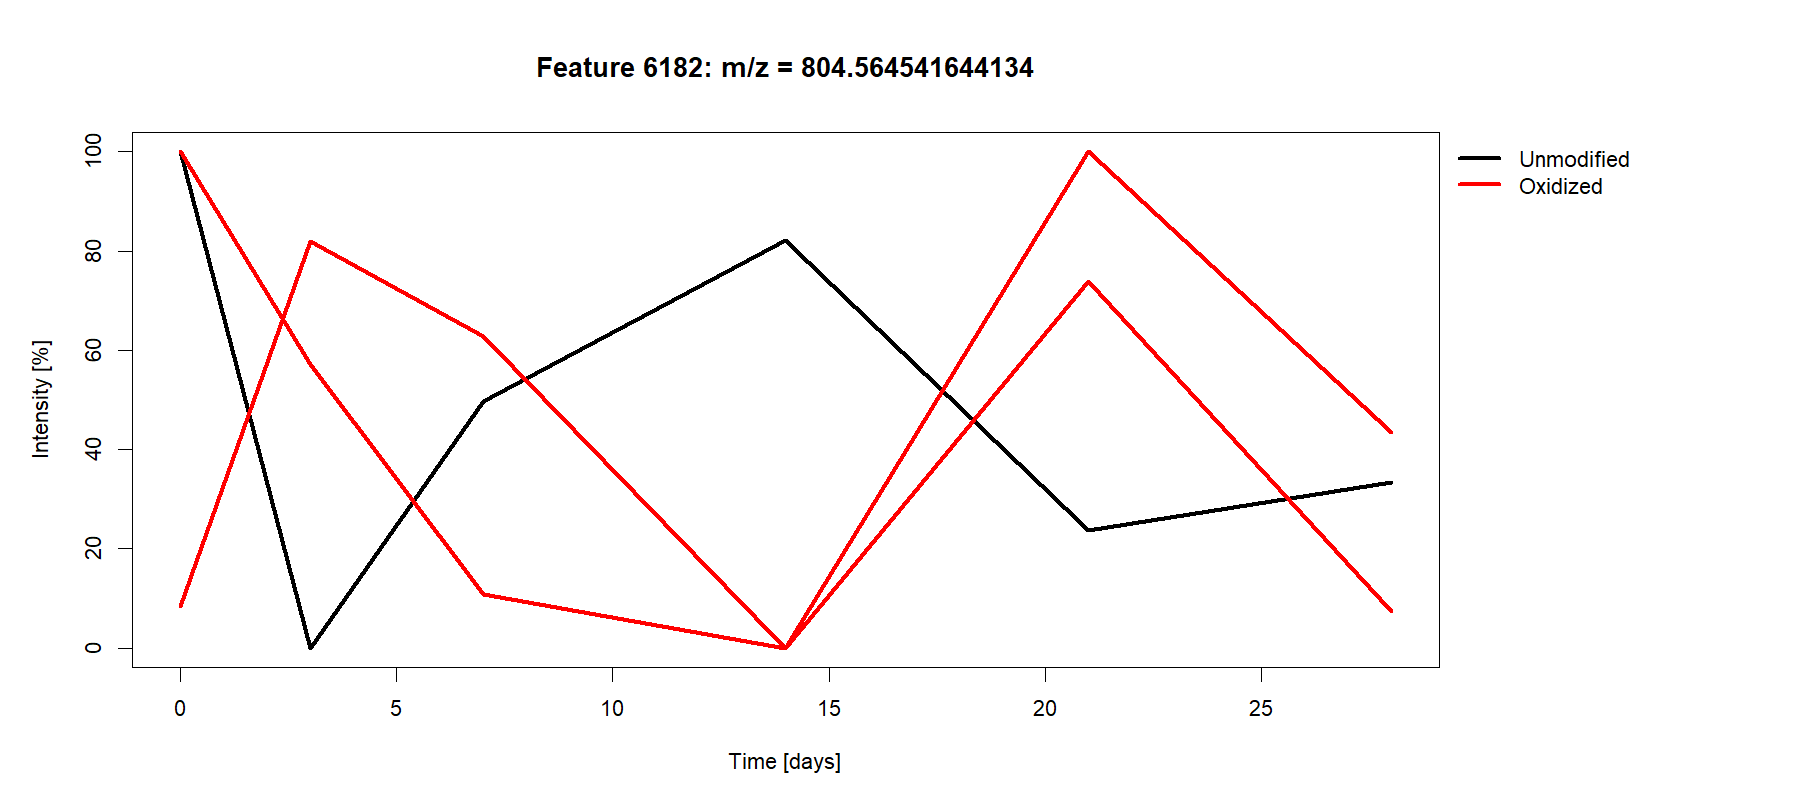 Feature 6182: m/z = 804.564541644134
Unmodified
Oxidized
Intensity [%]
100
80
60
40
20
0
0 5 10 15 20 25
Time [days]